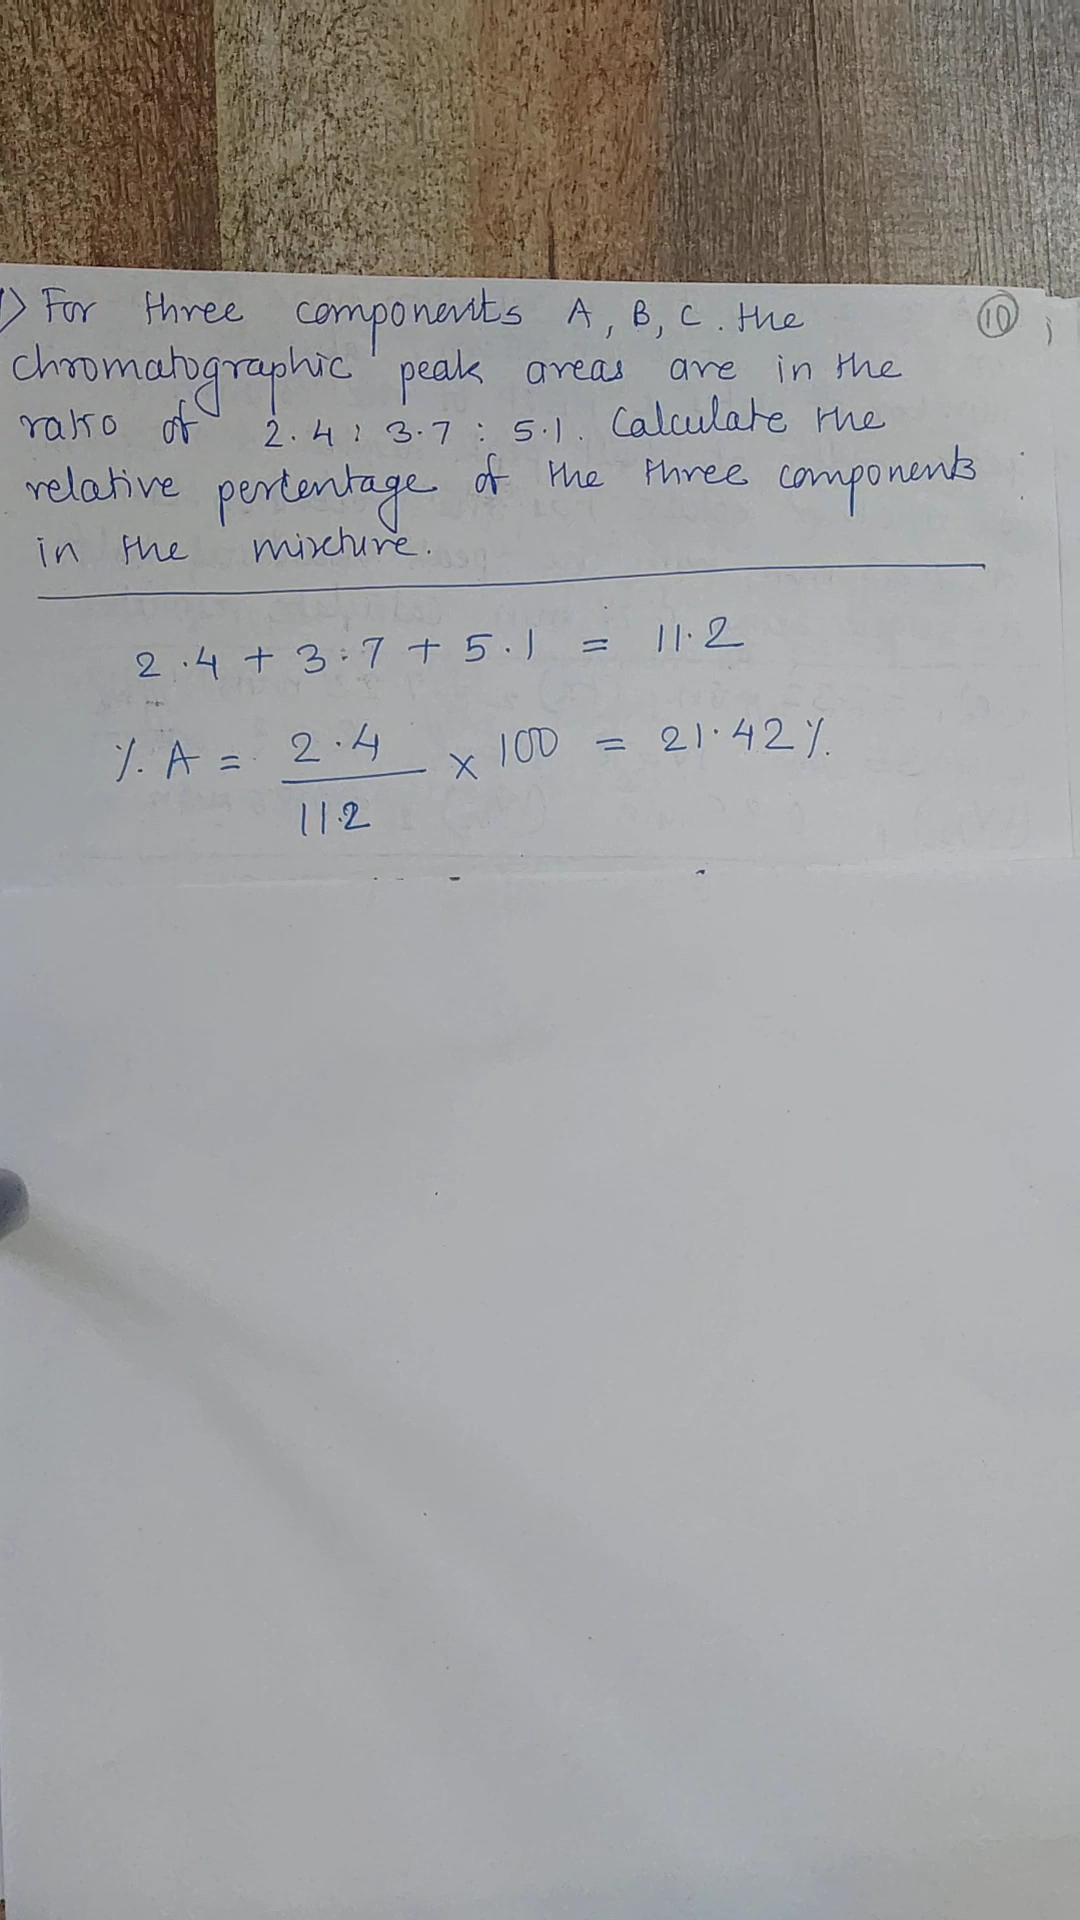 1) For three components A, B, C. the
10
chromatographic peak areas are in the
ratio of 2.4 : 3.7 : 5.1. Calculate the
relative percentage of the three components
in the mixture.
2.4 + 3.7 + 5.1 = 11.2
% A = 2.4 / 11.2 x 100 = 21.42 %